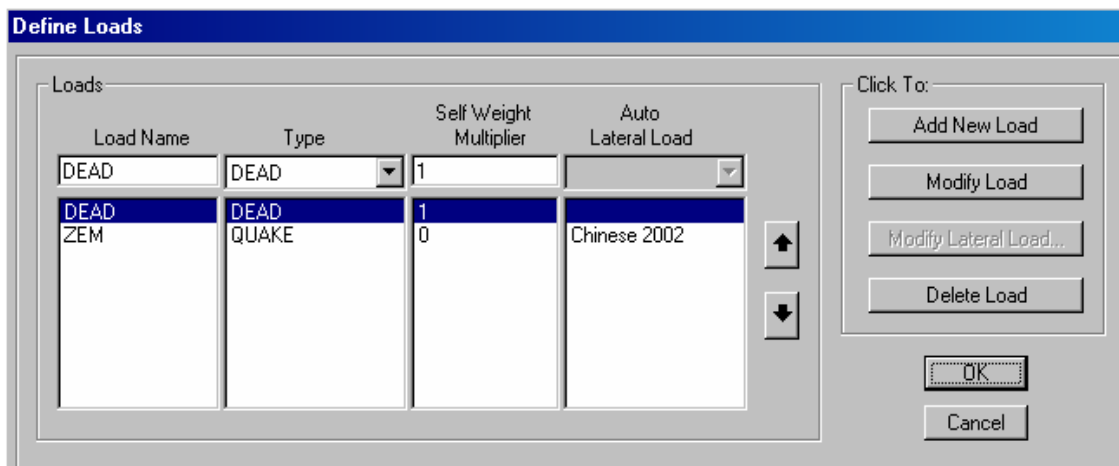 Define Loads
Loads
Load Name Type Self Weight Multiplier Auto Lateral Load
DEAD DEAD 1
DEAD DEAD 1
ZEM QUAKE 0 Chinese 2002
Click To:
Add New Load
Modify Load
Modify Lateral Load...
Delete Load
OK
Cancel